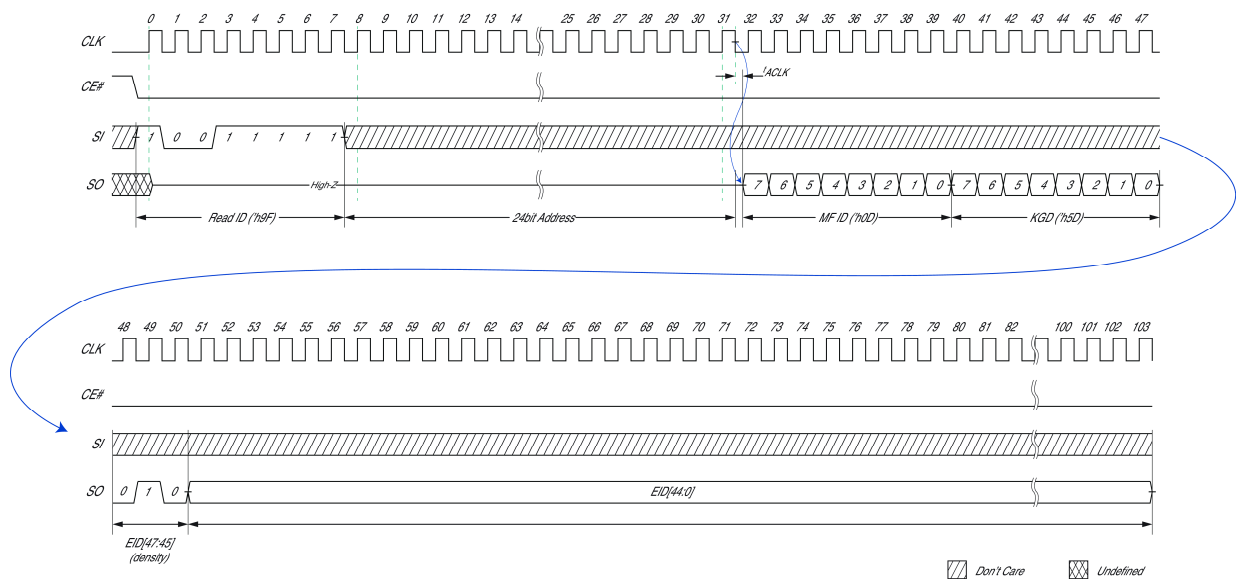 0 1 2 3 4 5 6 7 8 9 10 11 12 13 14 25 26 27 28 29 30 31 32 33 34 35 36 37 38 39 40 41 42 43 44 45 46 47
CLK
tACLK
CE#
SI 1 0 0 1 1 1 1 1
SO High-Z 7 6 5 4 3 2 1 0 7 6 5 4 3 2 1 0
Read ID ('h9F) 24bit Address MF ID ('h0D) KGD ('h5D)
48 49 50 51 52 53 54 55 56 57 58 59 60 61 62 63 64 65 66 67 68 69 70 71 72 73 74 75 76 77 78 79 80 81 82 100 101 102 103
CLK
CE#
SI
SO 0 1 0 EID[44:0]
EID[47:45]
(density)
Don't Care Undefined